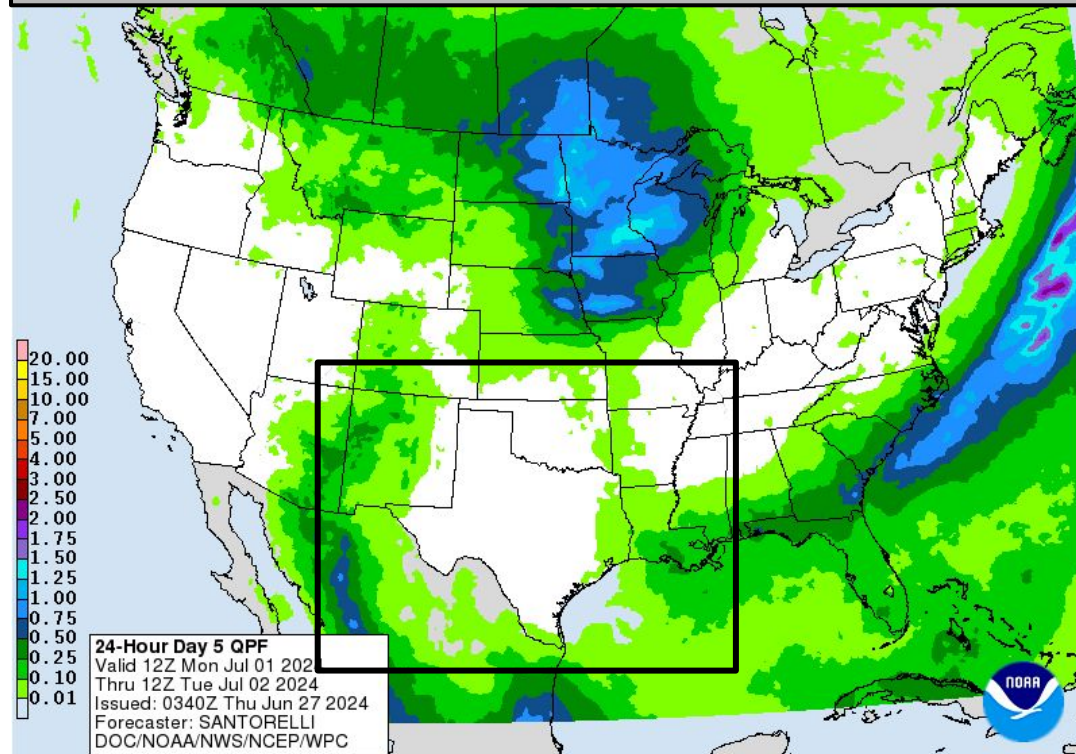 20.00
15.00
10.00
7.00
5.00
4.00
3.00
2.50
2.00
1.75
1.50
1.25
1.00
0.75
0.50
0.25
0.10
0.01
24-Hour Day 5 QPF
Valid 12Z Mon Jul 01 202
Thru 12Z Tue Jul 02 2024
Issued: 0340Z Thu Jun 27 2024
Forecaster: SANTORELLI
DOC/NOAA/NWS/NCEP/WPC
NOAA